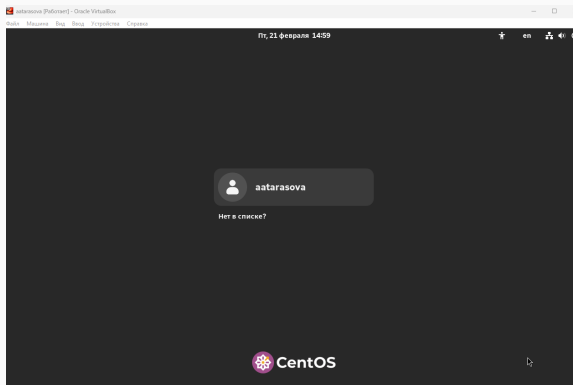 aatarasova [Работает] - Oracle VirtualBox
Файл Машина Вид Ввод Устройства Справка
Пт, 21 февраля 14:59
en
aatarasova
Нет в списке?
CentOS